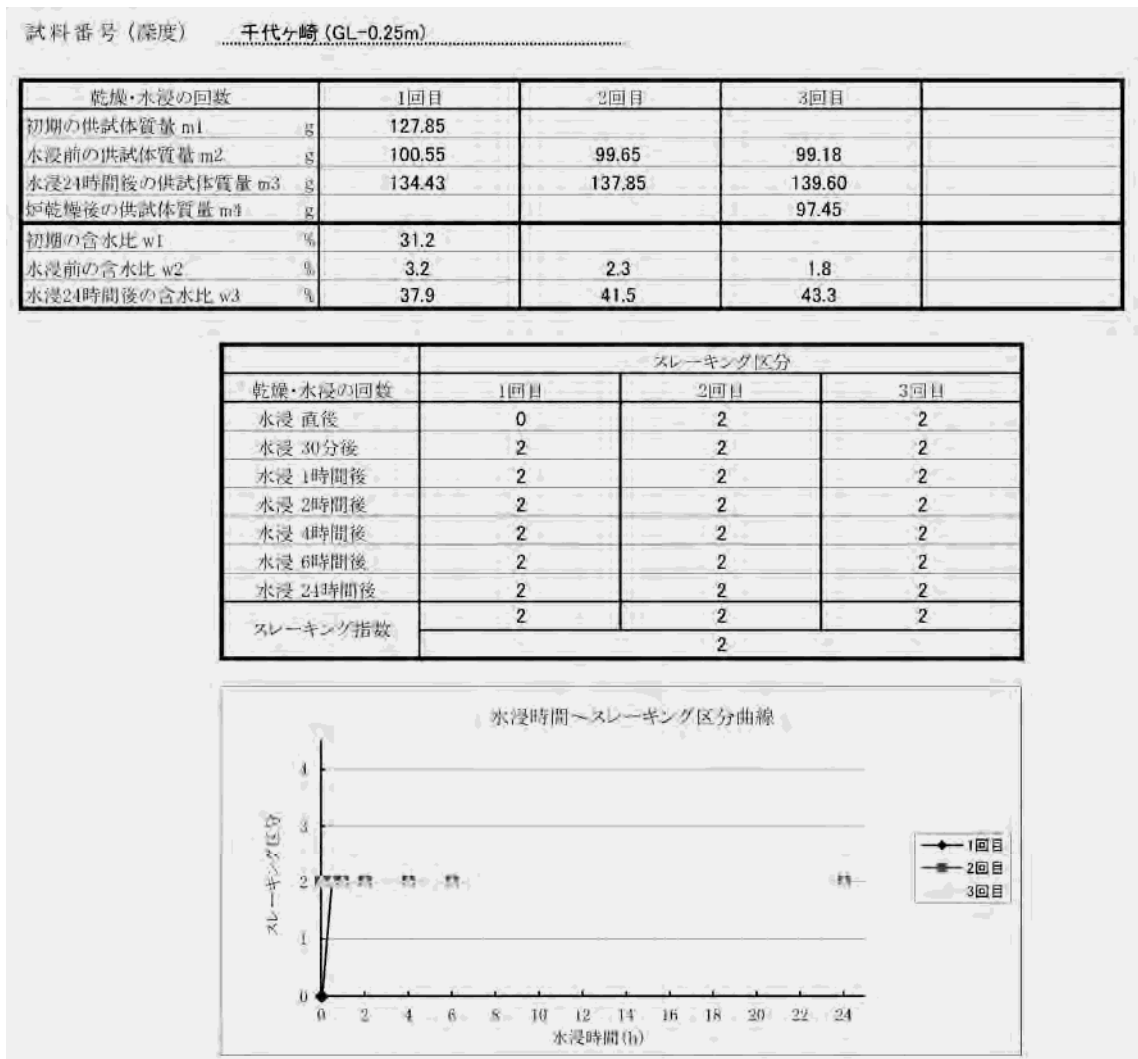 試料番号 (深度) 千代ヶ崎 (GL-0.25m)
乾燥・水浸の回数 1回目 2回目 3回目
初期の供試体質量 m1 g 127.85
水浸前の供試体質量 m2 g 100.55 99.65 99.18
水浸24時間後の供試体質量 m3 g 134.43 137.85 139.60
炉乾燥後の供試体質量 m4 g 97.45
初期の含水比 w1 % 31.2
水浸前の含水比 w2 % 3.2 2.3 1.8
水浸24時間後の含水比 w3 % 37.9 41.5 43.3
スレーキング区分
乾燥・水浸の回数 1回目 2回目 3回目
水浸 直後 0 2 2
水浸 30分後 2 2 2
水浸 1時間後 2 2 2
水浸 2時間後 2 2 2
水浸 4時間後 2 2 2
水浸 6時間後 2 2 2
水浸 24時間後 2 2 2
スレーキング指数 2 2 2
2
水浸時間~スレーキング区分曲線
スレーキング区分
4
3
2
1
0
0 2 4 6 8 10 12 14 16 18 20 22 24
水浸時間(h)
1回目
2回目
3回目